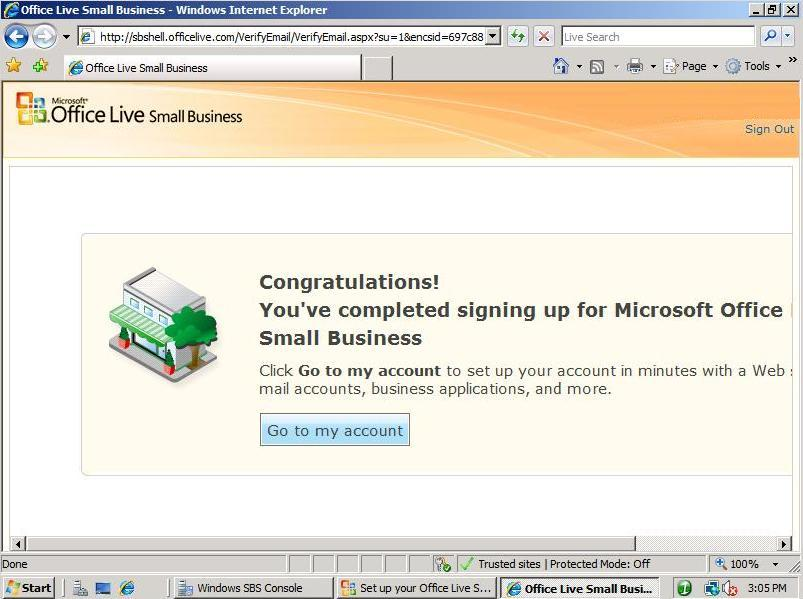 Office Live Small Business - Windows Internet Explorer
http://sbshell.officelive.com/VerifyEmail/VerifyEmail.aspx?su=1&encsid=697c88
Live Search
Office Live Small Business
Page
Tools
Microsoft®
Office Live Small Business
Sign Out
Congratulations!
You've completed signing up for Microsoft Office
Small Business
Click Go to my account to set up your account in minutes with a Web
mail accounts, business applications, and more.
Go to my account
Done
Trusted sites | Protected Mode: Off
100%
Start
Windows SBS Console
Set up your Office Live S...
Office Live Small Busi...
3:05 PM